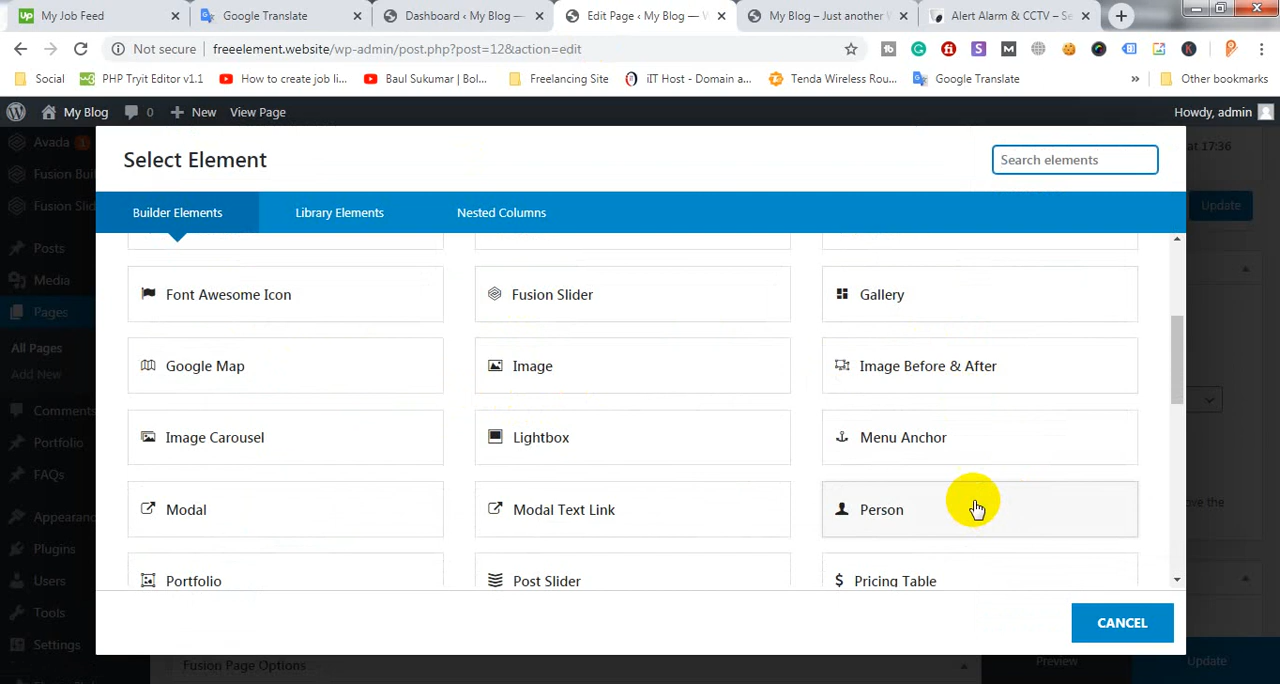 My Job Feed
Google Translate
Dashboard ‹ My Blog —
Edit Page ‹ My Blog — W
My Blog – Just another W
Alert Alarm & CCTV – Se
Not secure
freeelement.website/wp-admin/post.php?post=12&action=edit
Social
PHP Tryit Editor v1.1
How to create job li...
Baul Sukumar | Bol...
Freelancing Site
iIT Host - Domain a...
Tenda Wireless Rou...
Google Translate
»
Other bookmarks
My Blog
0
New
View Page
Howdy, admin
Avada 1
Fusion Bui
Fusion Slid
Posts
Media
Pages
All Pages
Add New
Comments
Portfolio
FAQs
Appearanc
Plugins
Users
Tools
Settings
Select Element
Search elements
Builder Elements
Library Elements
Nested Columns
Font Awesome Icon
Fusion Slider
Gallery
Google Map
Image
Image Before & After
Image Carousel
Lightbox
Menu Anchor
Modal
Modal Text Link
Person
Portfolio
Post Slider
Pricing Table
CANCEL
at 17:36
Update
ove the
Fusion Page Options
Preview
Update